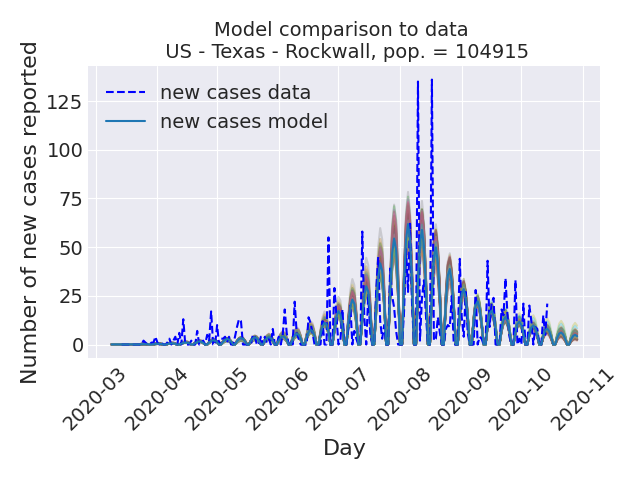 Model comparison to data
US - Texas - Rockwall, pop. = 104915
Number of new cases reported
125
100
75
50
25
0
new cases data
new cases model
2020-03
2020-04
2020-05
2020-06
2020-07
2020-08
2020-09
2020-10
2020-11
Day